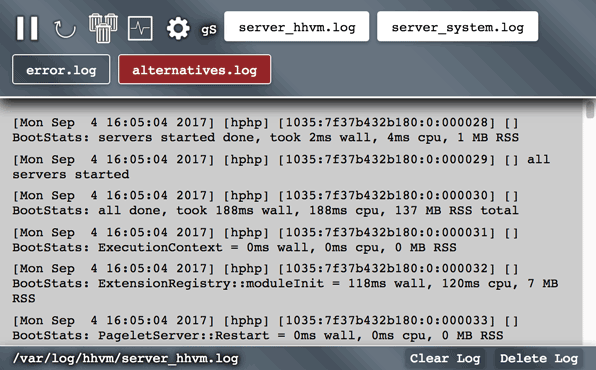 gS server_hhvm.log server_system.log
error.log alternatives.log
[Mon Sep  4 16:05:04 2017] [hphp] [1035:7f37b432b180:0:000028] []
BootStats: servers started done, took 2ms wall, 4ms cpu, 1 MB RSS
[Mon Sep  4 16:05:04 2017] [hphp] [1035:7f37b432b180:0:000029] [] all
servers started
[Mon Sep  4 16:05:04 2017] [hphp] [1035:7f37b432b180:0:000030] []
BootStats: all done, took 188ms wall, 188ms cpu, 137 MB RSS total
[Mon Sep  4 16:05:04 2017] [hphp] [1035:7f37b432b180:0:000031] []
BootStats: ExecutionContext = 0ms wall, 0ms cpu, 0 MB RSS
[Mon Sep  4 16:05:04 2017] [hphp] [1035:7f37b432b180:0:000032] []
BootStats: ExtensionRegistry::moduleInit = 118ms wall, 120ms cpu, 7 MB
RSS
[Mon Sep  4 16:05:04 2017] [hphp] [1035:7f37b432b180:0:000033] []
BootStats: PageletServer::Restart = 0ms wall, 0ms cpu, 0 MB RSS
/var/log/hhvm/server_hhvm.log Clear Log Delete Log